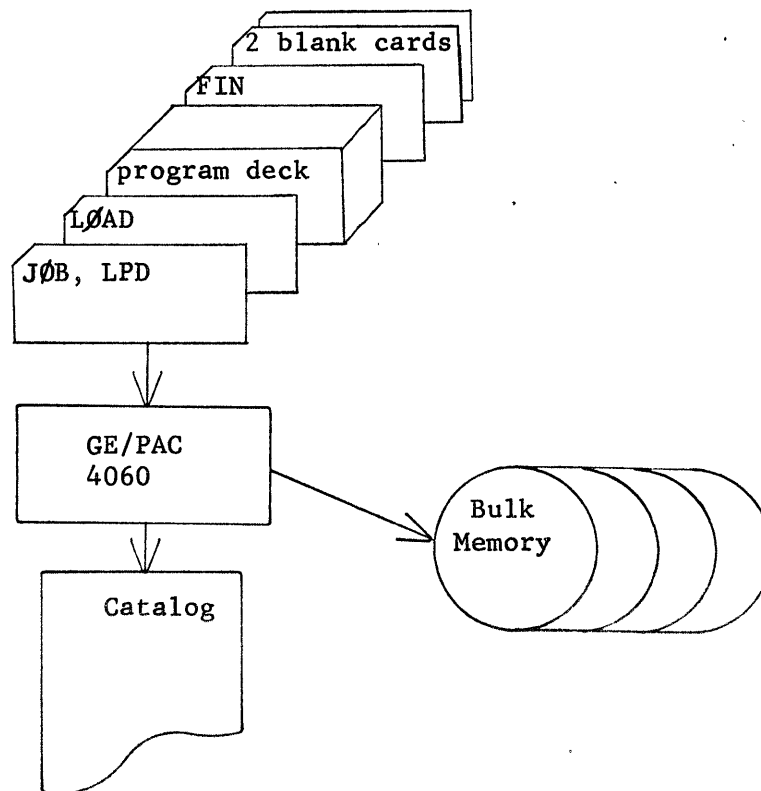 2 blank cards
FIN
program deck
LØAD
JØB, LPD
GE/PAC
4060
Bulk
Memory
Catalog